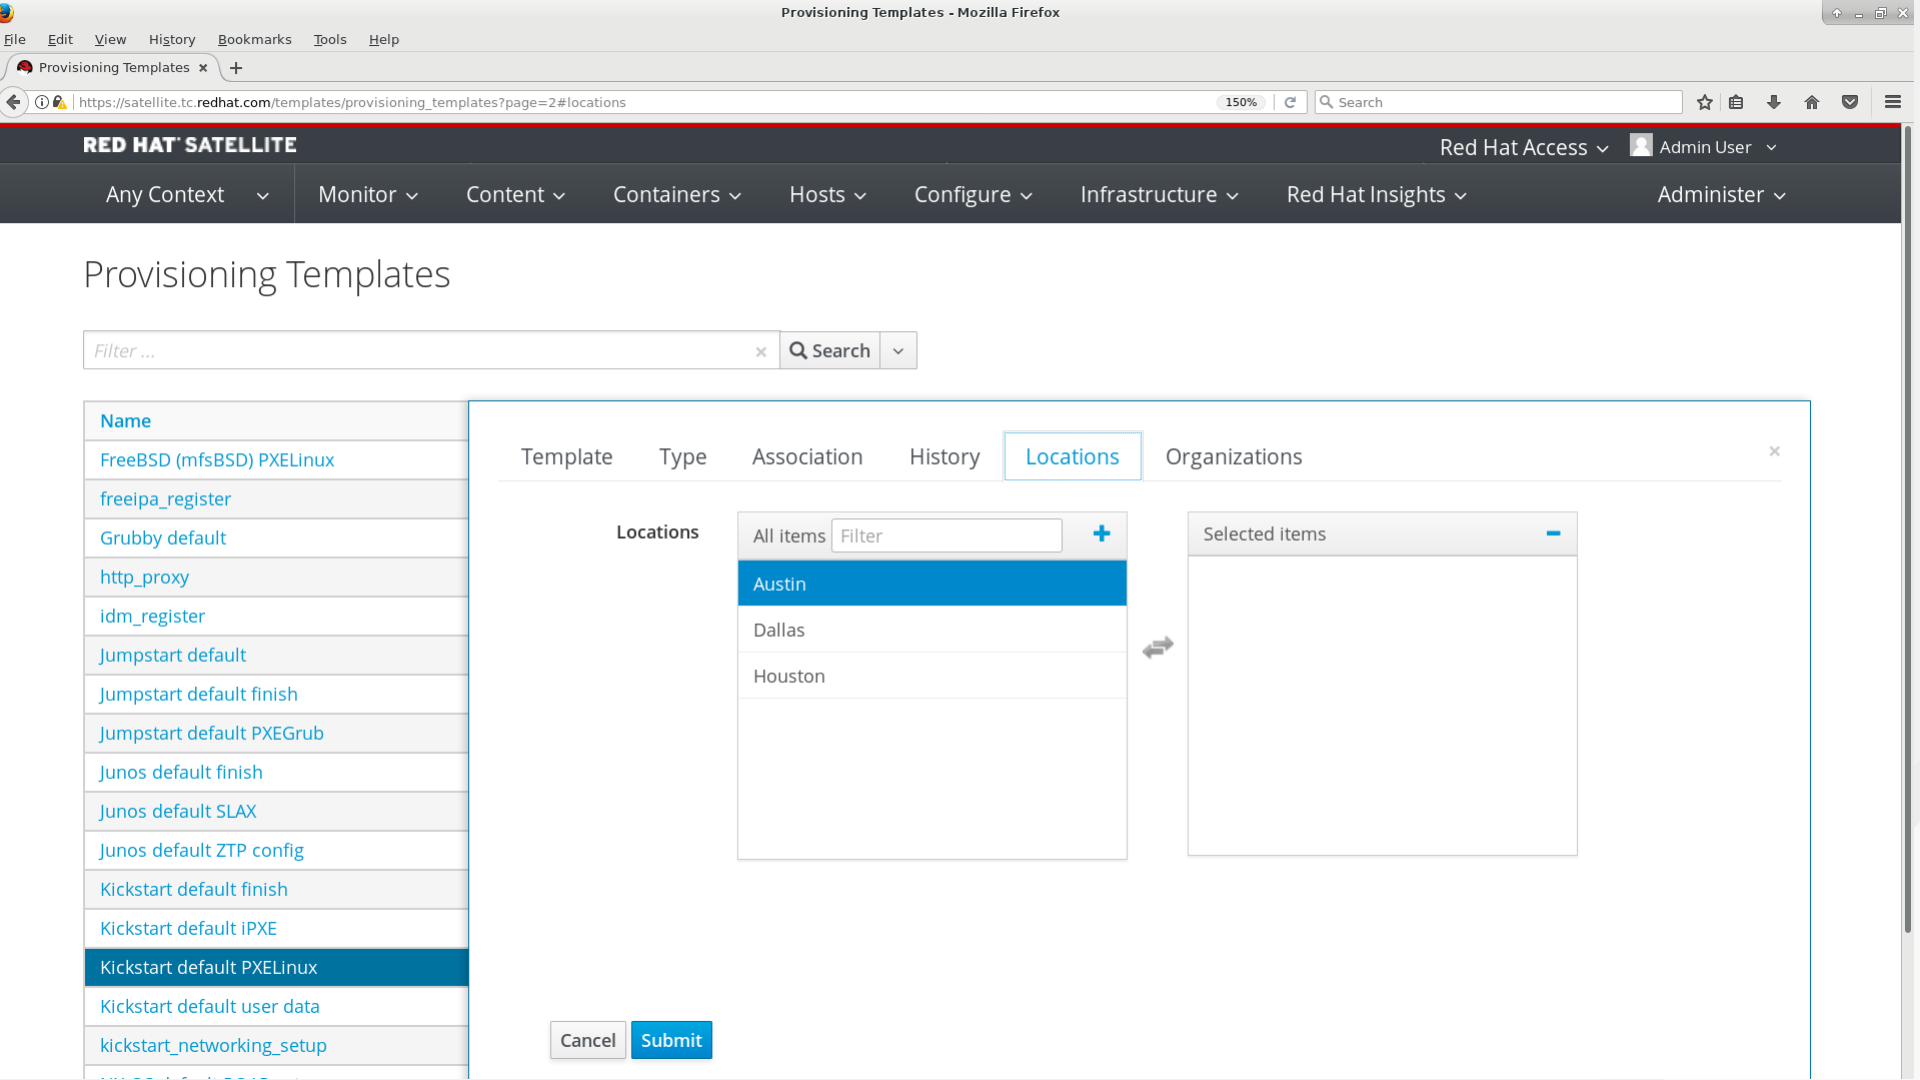 Provisioning Templates - Mozilla Firefox
File Edit View History Bookmarks Tools Help
Provisioning Templates × +
https://satellite.tc.redhat.com/templates/provisioning_templates?page=2#locations 150% Search
RED HAT SATELLITE Red Hat Access Admin User
Any Context Monitor Content Containers Hosts Configure Infrastructure Red Hat Insights Administer
Provisioning Templates
Filter ... × Search
Name
FreeBSD (mfsBSD) PXELinux
freeipa_register
Grubby default
http_proxy
idm_register
Jumpstart default
Jumpstart default finish
Jumpstart default PXEGrub
Junos default finish
Junos default SLAX
Junos default ZTP config
Kickstart default finish
Kickstart default iPXE
Kickstart default PXELinux
Kickstart default user data
kickstart_networking_setup
Template Type Association History Locations Organizations ×
Locations
All items Filter +
Austin
Dallas
Houston
Selected items −
Cancel Submit